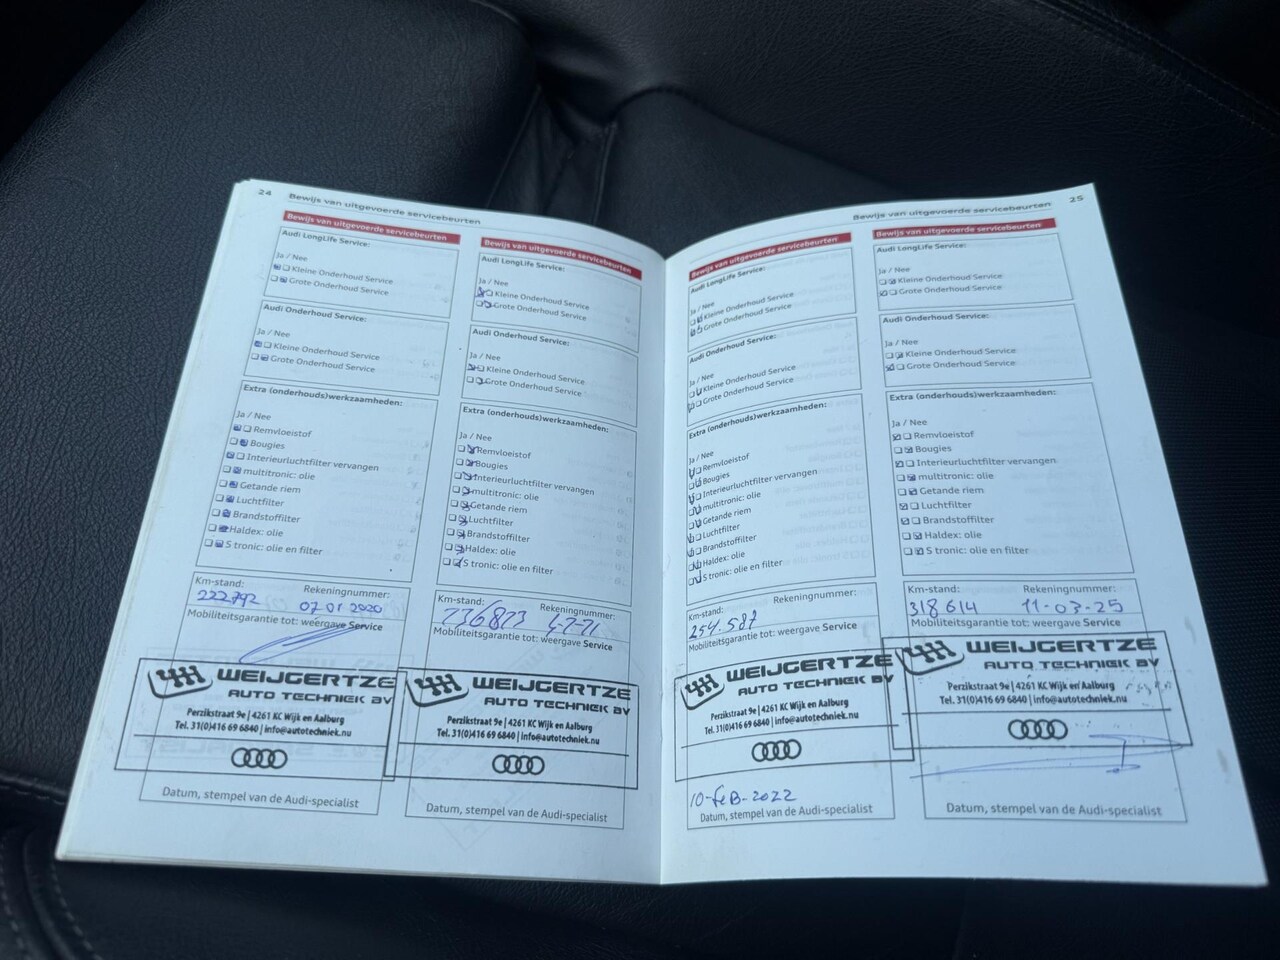 24
Bewijs van uitgevoerde servicebeurten
Bewijs van uitgevoerde servicebeurten
Audi LongLife Service:
Ja / Nee
Kleine Onderhoud Service
Grote Onderhoud Service
Audi Onderhoud Service:
Ja / Nee
Kleine Onderhoud Service
Grote Onderhoud Service
Extra (onderhouds)werkzaamheden:
Ja / Nee
Remvloeistof
Bougies
Interieurluchtfilter vervangen
multitronic: olie
Getande riem
Luchtfilter
Brandstoffilter
Haldex: olie
S tronic: olie en filter
Km-stand: Rekeningnummer:
222792 07 01 2020
Mobiliteitsgarantie tot: weergave Service
WEIJGERTZE
AUTO TECHNIEK BV
Perzikstraat 9e | 4261 KC Wijk en Aalburg
Tel. 31(0)416 69 6840 | info@autotechniek.nu
Datum, stempel van de Audi-specialist
Bewijs van uitgevoerde servicebeurten
Audi LongLife Service:
Ja / Nee
Kleine Onderhoud Service
Grote Onderhoud Service
Audi Onderhoud Service:
Ja / Nee
Kleine Onderhoud Service
Grote Onderhoud Service
Extra (onderhouds)werkzaamheden:
Ja / Nee
Remvloeistof
Bougies
Interieurluchtfilter vervangen
multitronic: olie
Getande riem
Luchtfilter
Brandstoffilter
Haldex: olie
S tronic: olie en filter
Km-stand: Rekeningnummer:
236823
Mobiliteitsgarantie tot: weergave Service
WEIJGERTZE
AUTO TECHNIEK BV
Perzikstraat 9e | 4261 KC Wijk en Aalburg
Tel. 31(0)416 69 6840 | info@autotechniek.nu
Datum, stempel van de Audi-specialist
Bewijs van uitgevoerde servicebeurten
25
Bewijs van uitgevoerde servicebeurten
Audi LongLife Service:
Ja / Nee
Kleine Onderhoud Service
Grote Onderhoud Service
Audi Onderhoud Service:
Ja / Nee
Kleine Onderhoud Service
Grote Onderhoud Service
Extra (onderhouds)werkzaamheden:
Ja / Nee
Remvloeistof
Bougies
Interieurluchtfilter vervangen
multitronic: olie
Getande riem
Luchtfilter
Brandstoffilter
Haldex: olie
S tronic: olie en filter
Km-stand: Rekeningnummer:
254.587
Mobiliteitsgarantie tot: weergave Service
WEIJGERTZE
AUTO TECHNIEK BV
Perzikstraat 9e | 4261 KC Wijk en Aalburg
Tel. 31(0)416 69 6840 | info@autotechniek.nu
10-FeB-2022
Datum, stempel van de Audi-specialist
Bewijs van uitgevoerde servicebeurten
Audi LongLife Service:
Ja / Nee
Kleine Onderhoud Service
Grote Onderhoud Service
Audi Onderhoud Service:
Ja / Nee
Kleine Onderhoud Service
Grote Onderhoud Service
Extra (onderhouds)werkzaamheden:
Ja / Nee
Remvloeistof
Bougies
Interieurluchtfilter vervangen
multitronic: olie
Getande riem
Luchtfilter
Brandstoffilter
Haldex: olie
S tronic: olie en filter
Km-stand: Rekeningnummer:
318614 11-03-25
Mobiliteitsgarantie tot: weergave Service
WEIJGERTZE
AUTO TECHNIEK BV
Perzikstraat 9e | 4261 KC Wijk en Aalburg
Tel. 31(0)416 69 6840 | info@autotechniek.nu
Datum, stempel van de Audi-specialist